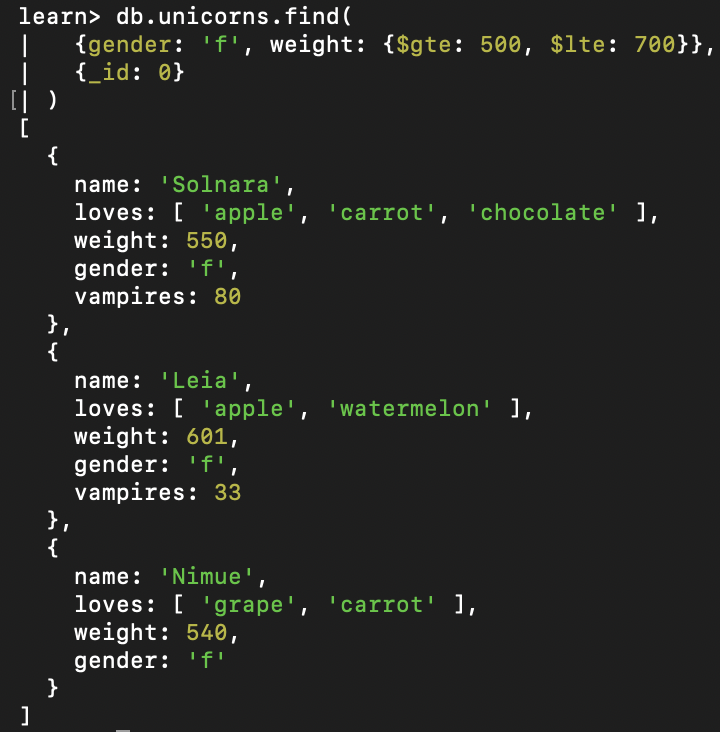 learn> db.unicorns.find(
|   {gender: 'f', weight: {$gte: 500, $lte: 700}},
|   {_id: 0}
[| )
[
  {
    name: 'Solnara',
    loves: [ 'apple', 'carrot', 'chocolate' ],
    weight: 550,
    gender: 'f',
    vampires: 80
  },
  {
    name: 'Leia',
    loves: [ 'apple', 'watermelon' ],
    weight: 601,
    gender: 'f',
    vampires: 33
  },
  {
    name: 'Nimue',
    loves: [ 'grape', 'carrot' ],
    weight: 540,
    gender: 'f'
  }
]